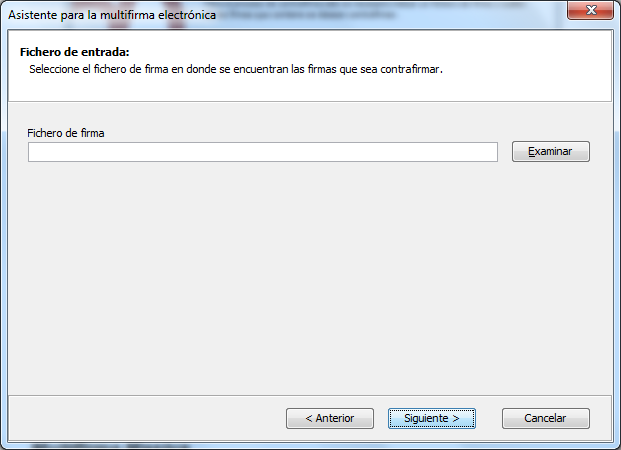 Asistente para la multifirma electrónica
Fichero de entrada:
Seleccione el fichero de firma en donde se encuentran las firmas que sea contrafirmar.
Fichero de firma
Examinar
< Anterior
Siguiente >
Cancelar